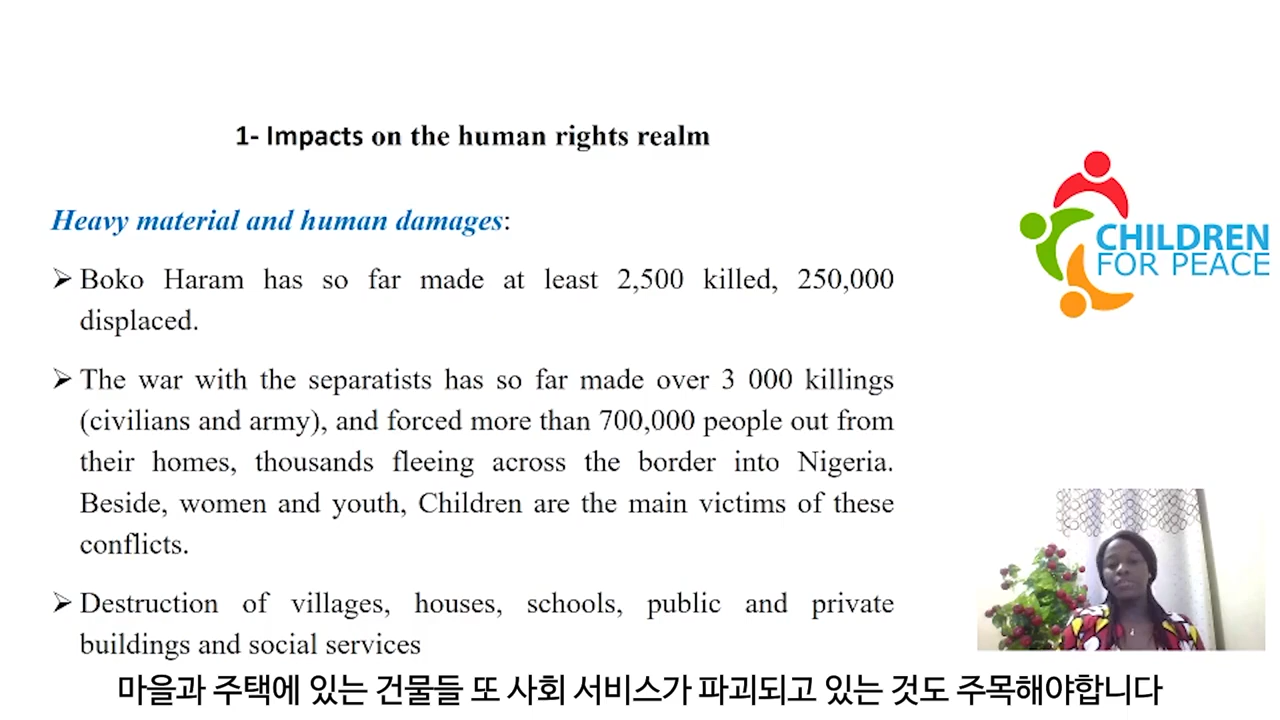 1- Impacts on the human rights realm
Heavy material and human damages:
➢ Boko Haram has so far made at least 2,500 killed, 250,000
displaced.
➢ The war with the separatists has so far made over 3 000 killings
(civilians and army), and forced more than 700,000 people out from
their homes, thousands fleeing across the border into Nigeria.
Beside, women and youth, Children are the main victims of these
conflicts.
➢ Destruction of villages, houses, schools, public and private
buildings and social services
CHILDREN
FOR PEACE
마을과 주택에 있는 건물들 또 사회 서비스가 파괴되고 있는 것도 주목해야합니다